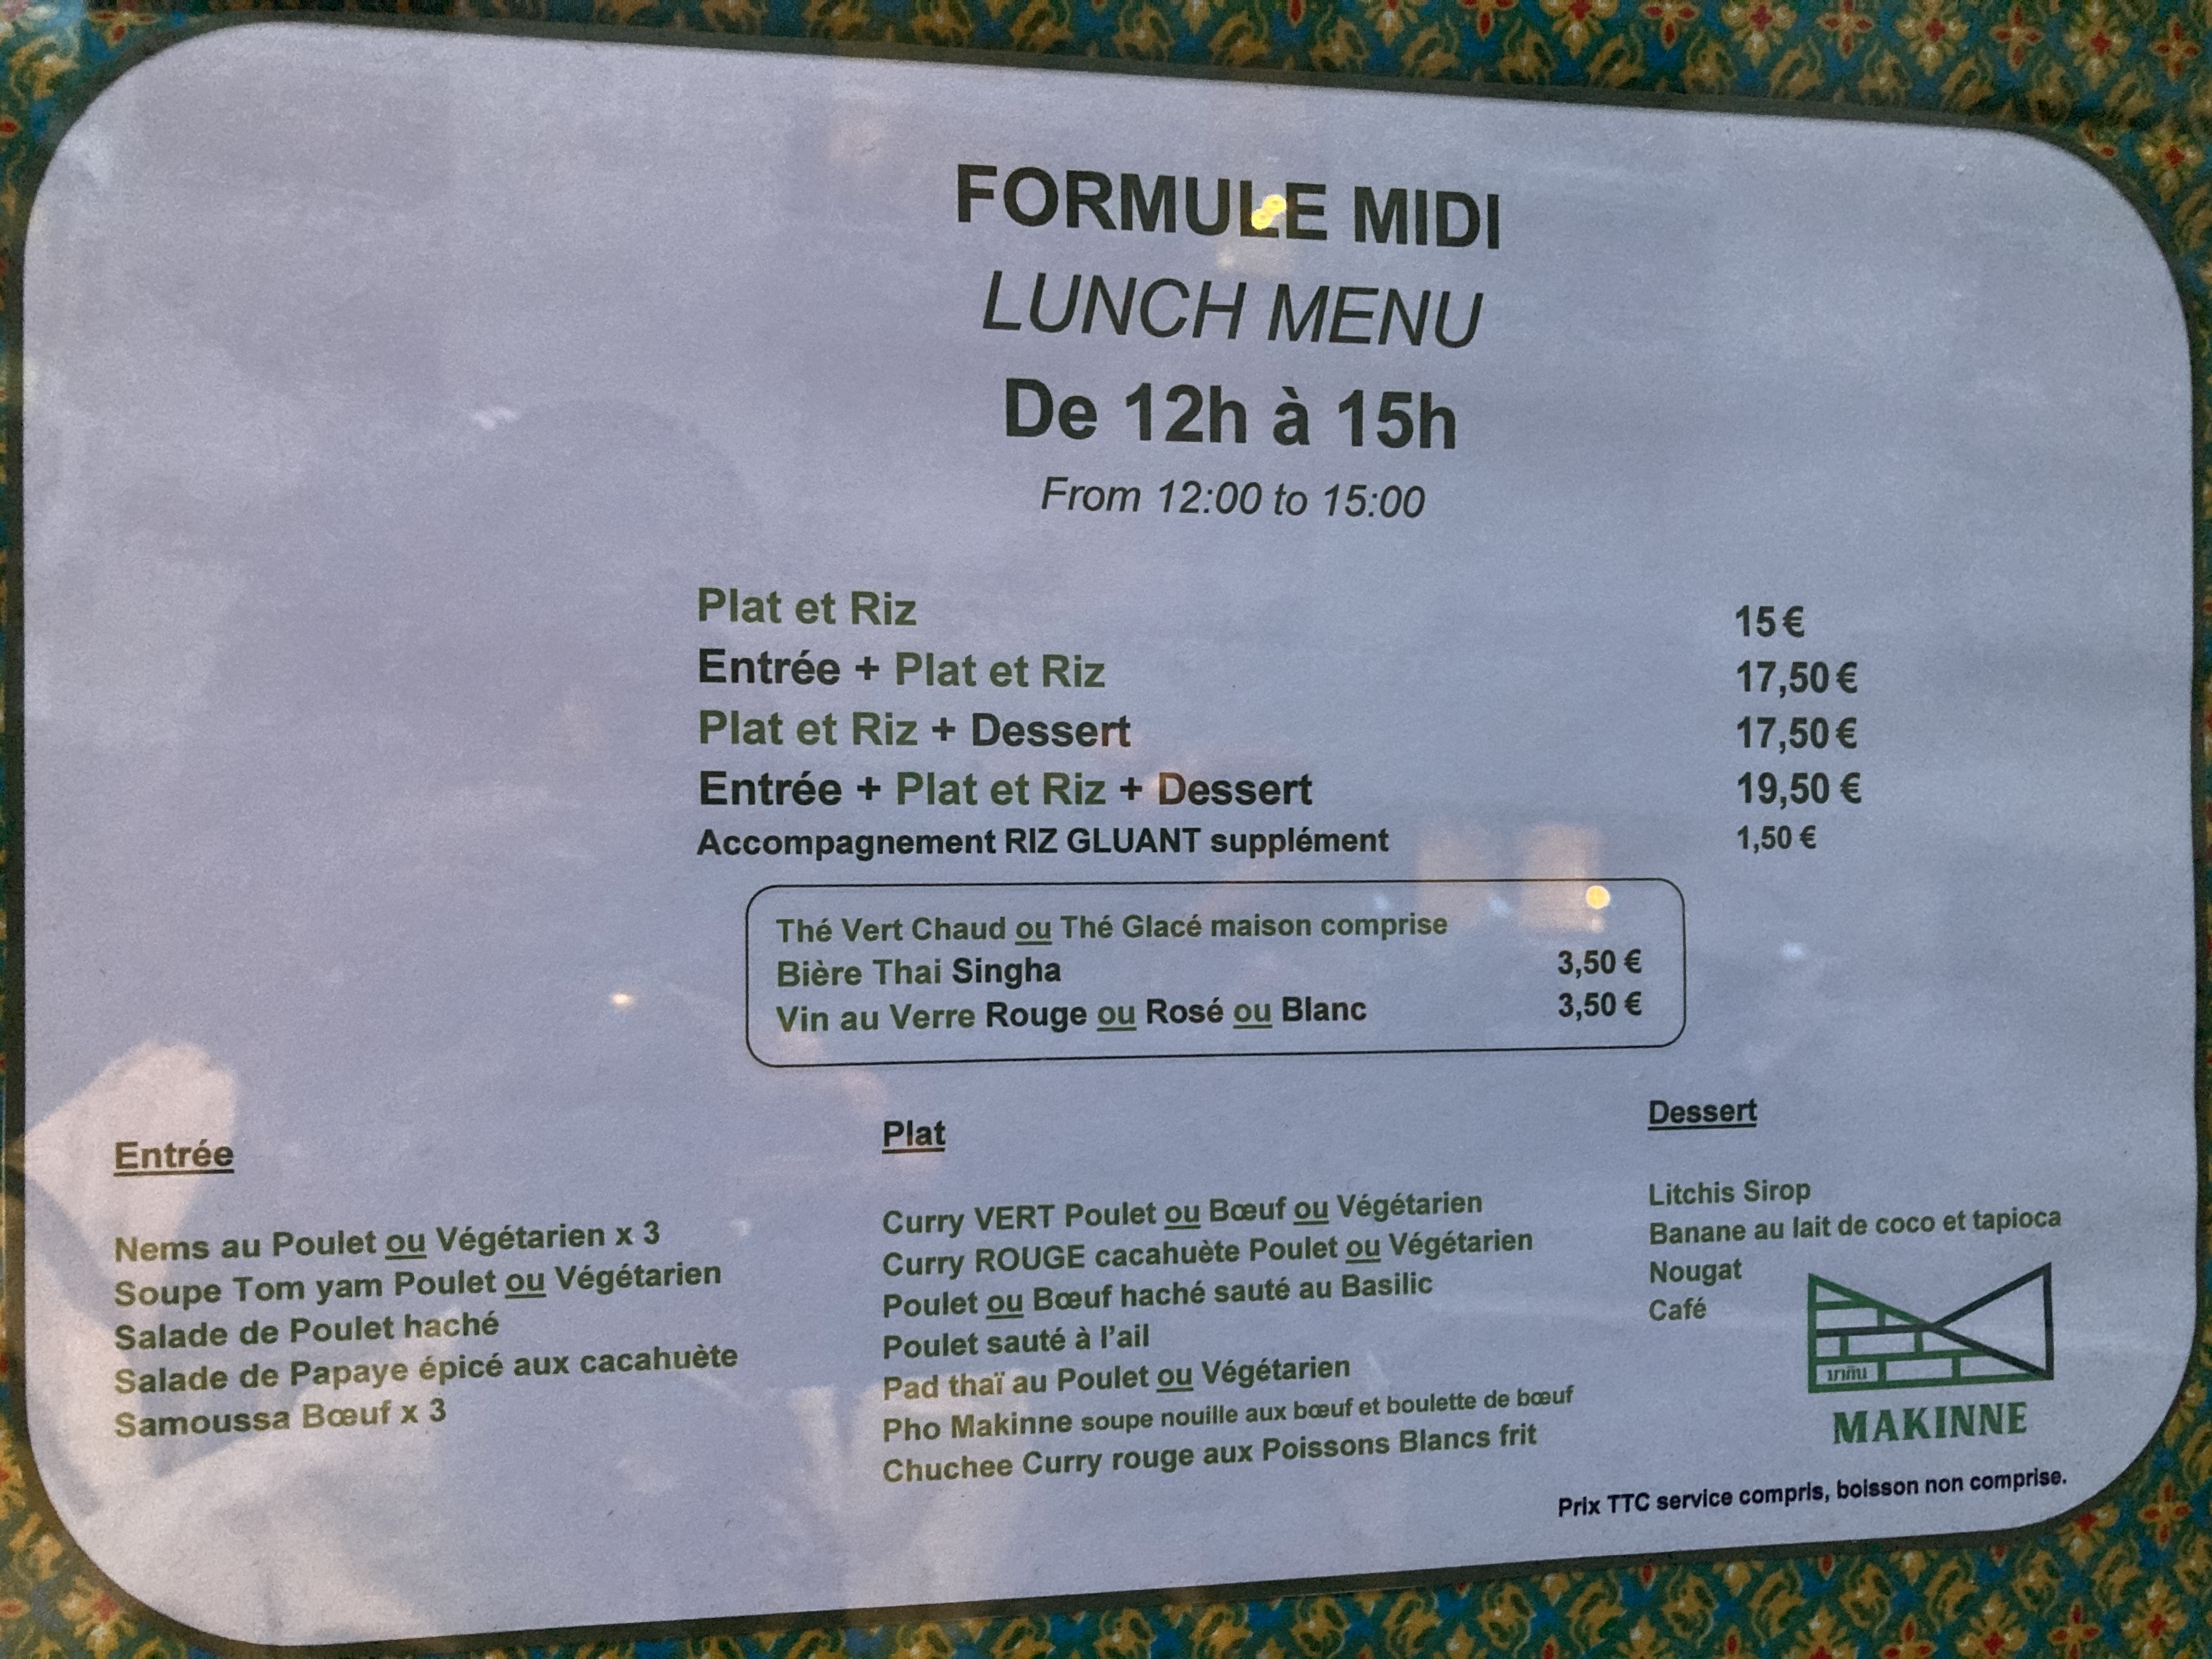 FORMULE MIDI
LUNCH MENU
De 12h à 15h
From 12:00 to 15:00
Plat et Riz 15 €
Entrée + Plat et Riz 17,50 €
Plat et Riz + Dessert 17,50 €
Entrée + Plat et Riz + Dessert 19,50 €
Accompagnement RIZ GLUANT supplément 1,50 €
Thé Vert Chaud ou Thé Glacé maison comprise
Bière Thai Singha 3,50 €
Vin au Verre Rouge ou Rosé ou Blanc 3,50 €
Entrée
Nems au Poulet ou Végétarien x 3
Soupe Tom yam Poulet ou Végétarien
Salade de Poulet haché
Salade de Papaye épicé aux cacahuète
Samoussa Bœuf x 3
Plat
Curry VERT Poulet ou Bœuf ou Végétarien
Curry ROUGE cacahuète Poulet ou Végétarien
Poulet ou Bœuf haché sauté au Basilic
Poulet sauté à l'ail
Pad thaï au Poulet ou Végétarien
Pho Makinne soupe nouille aux bœuf et boulette de bœuf
Chuchee Curry rouge aux Poissons Blancs frit
Dessert
Litchis Sirop
Banane au lait de coco et tapioca
Nougat
Café
MAKINNE
Prix TTC service compris, boisson non comprise.